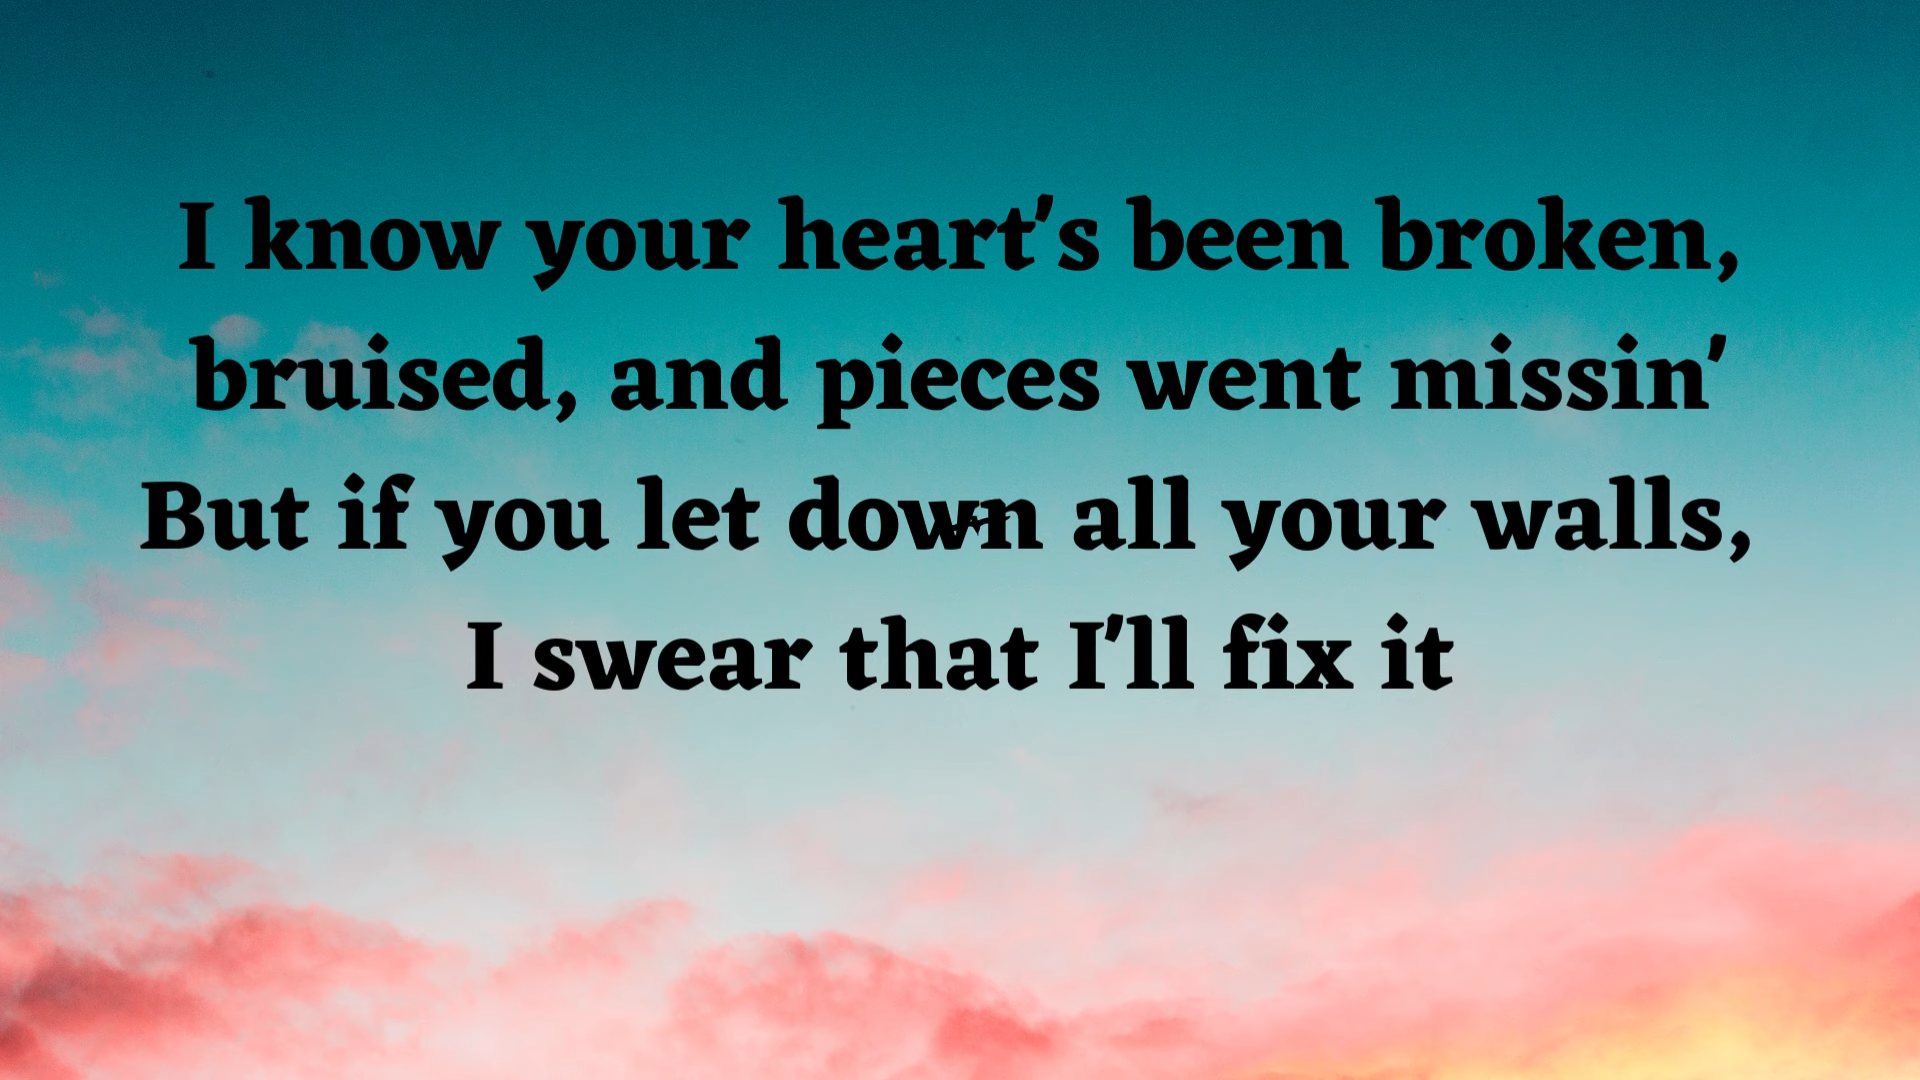 I know your heart's been broken,
bruised, and pieces went missin'
But if you let down all your walls,
I swear that I'll fix it